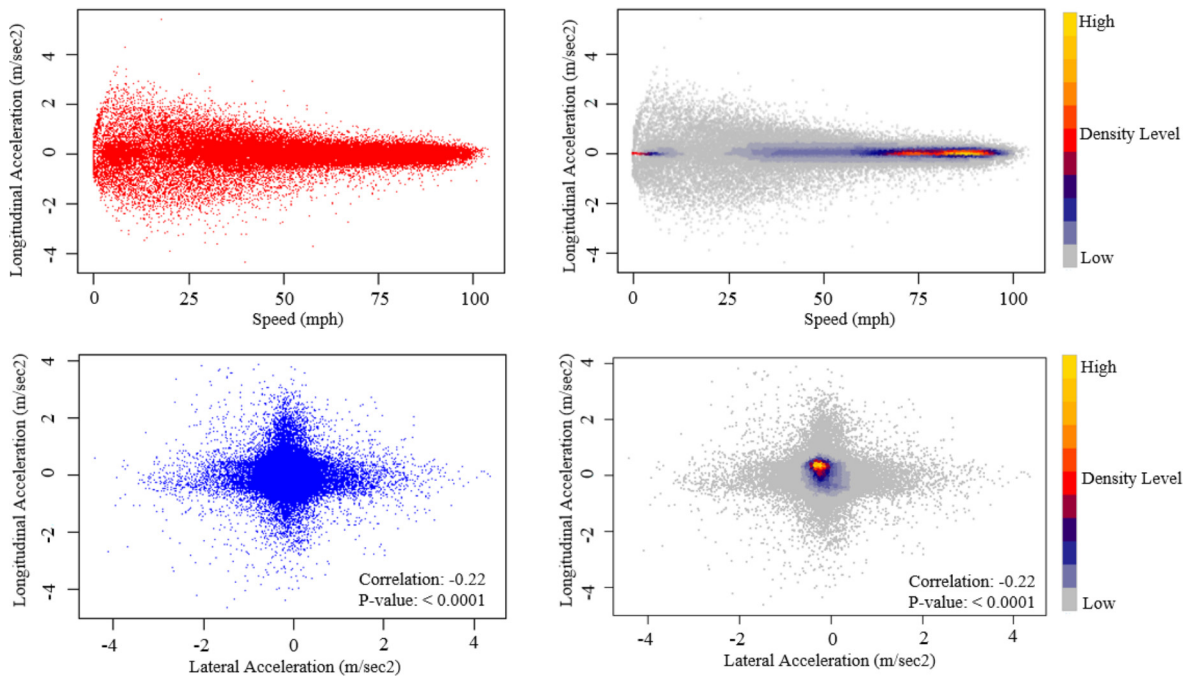 Longitudinal Acceleration (m/sec2)
4
2
0
-2
-4
0 25 50 75 100
Speed (mph)
Longitudinal Acceleration (m/sec2)
4
2
0
-2
-4
0 25 50 75 100
Speed (mph)
High
Density Level
Low
Longitudinal Acceleration (m/sec2)
4
2
0
-2
-4
Correlation: -0.22
P-value: < 0.0001
-4 -2 0 2 4
Lateral Acceleration (m/sec2)
Longitudinal Acceleration (m/sec2)
4
2
0
-2
-4
Correlation: -0.22
P-value: < 0.0001
-4 -2 0 2 4
Lateral Acceleration (m/sec2)
High
Density Level
Low